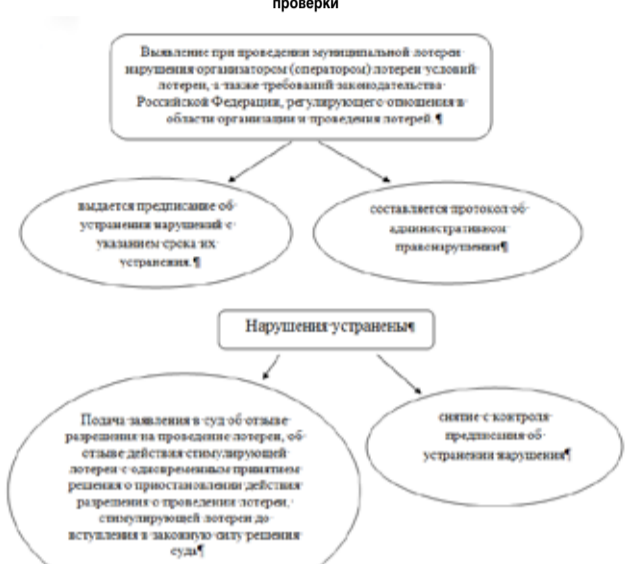 проверки
Выявление при проведении муниципальной лотереи
нарушения организатором (оператором) лотереи условий
лотереи, а также требований законодательства
Российской Федерации, регулирующего отношения в
области организации и проведения лотерей.¶
выдается предписание об
устранения нарушений с
указанием срока их
устранения.¶
составляется протокол об
административном
правонарушении¶
Нарушения устранены¶
Подача заявления в суд об отзыве
разрешения на проведение лотереи, об
отзыве действия стимулирующей
лотереи с одновременным принятием
решения о приостановлении действия
разрешения о проведении лотереи,
стимулирующей лотереи до
вступления в законную силу решения
суда¶
снятие с контроля
предписания об
устранении нарушения¶